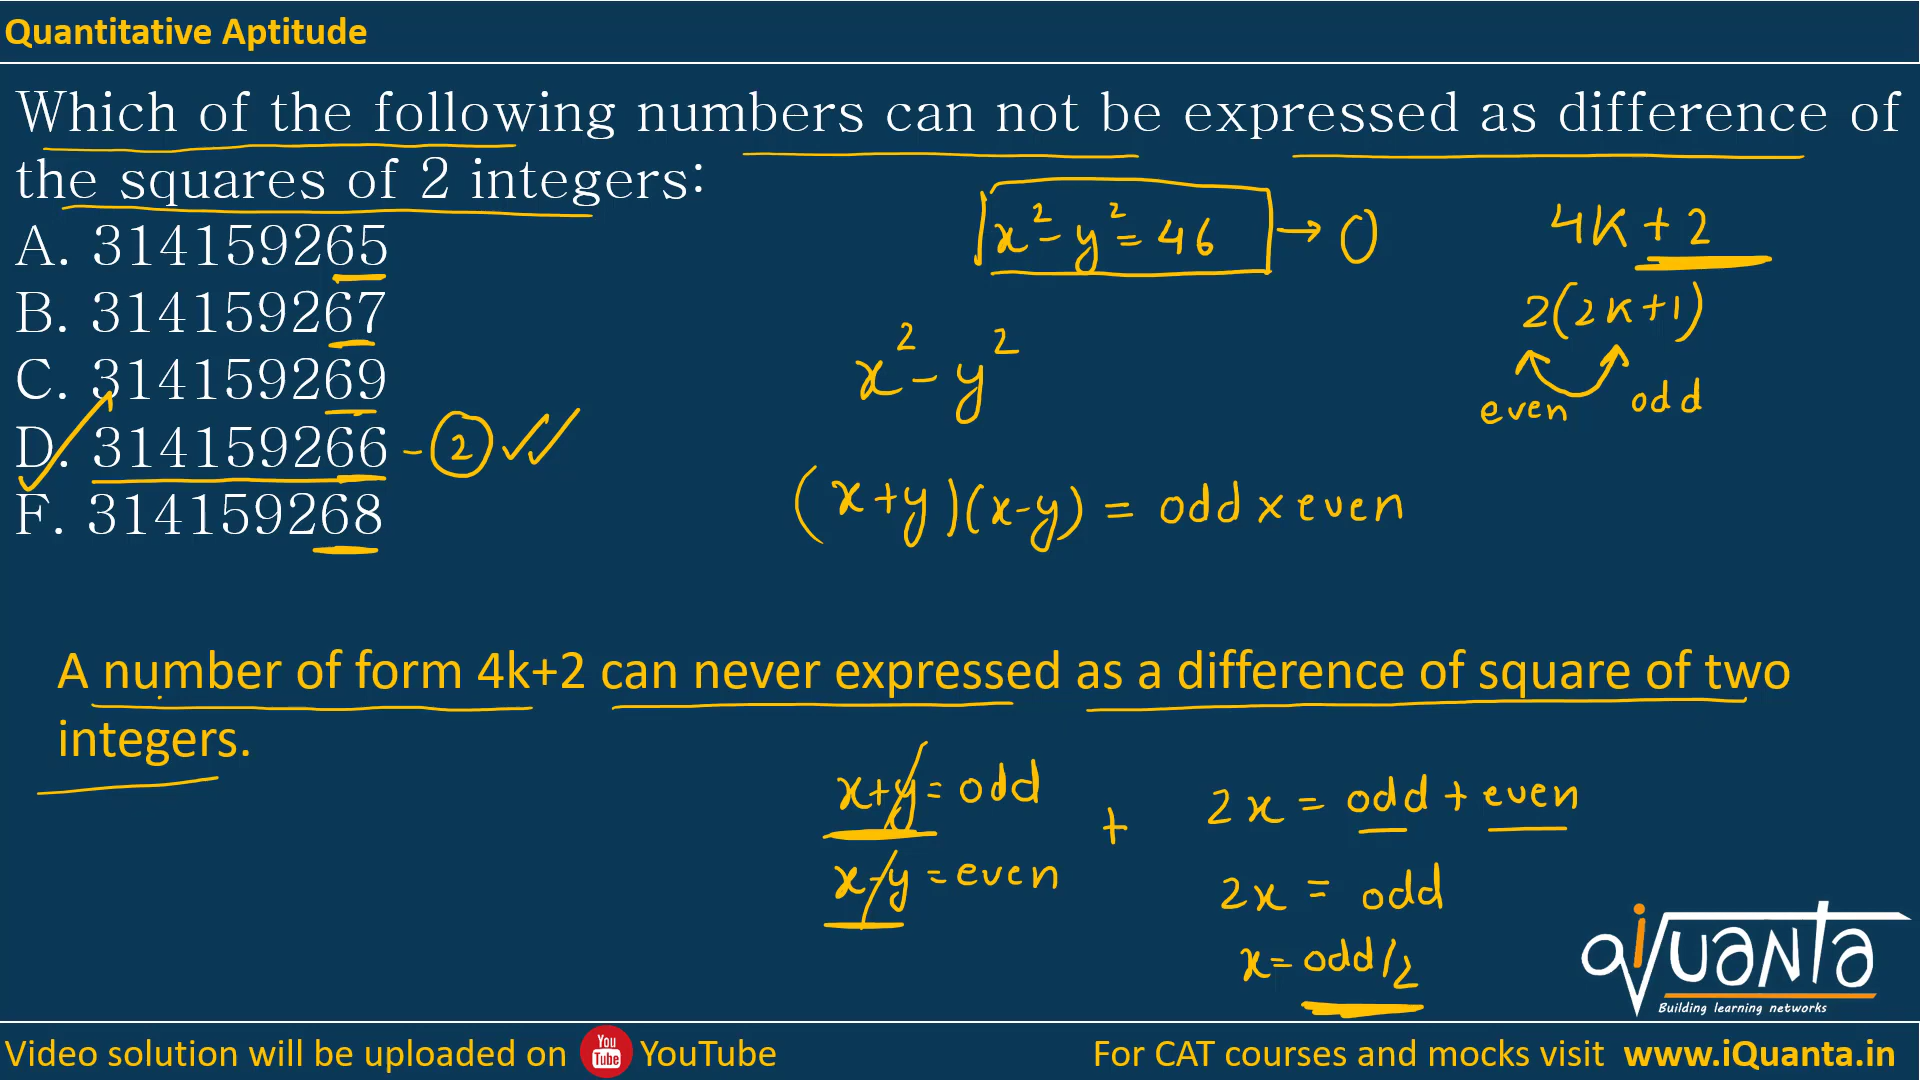 Quantitative Aptitude
Which of the following numbers can not be expressed as difference of
the squares of 2 integers:
A. 314159265
B. 314159267
C. 314159269
D. 314159266 - 2
F. 314159268
x² - y² = 46 → 0
4K + 2
2(2K+1)
even odd
x² - y²
(x+y)(x-y) = odd × even
A number of form 4k+2 can never expressed as a difference of square of two
integers.
x+y = odd
x-y = even
+
2x = odd + even
2x = odd
x = odd/2
iQuanta
Building learning networks
Video solution will be uploaded on You Tube YouTube
For CAT courses and mocks visit www.iQuanta.in